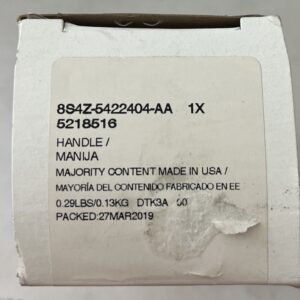 8S4Z-5422404-AA 1X
5218516
HANDLE /
MANIJA
MAJORITY CONTENT MADE IN USA /
MAYORÍA DEL CONTENIDO FABRICADO EN EE
0.29LBS/0.13KG DTK3A
PACKED:27MAR2019